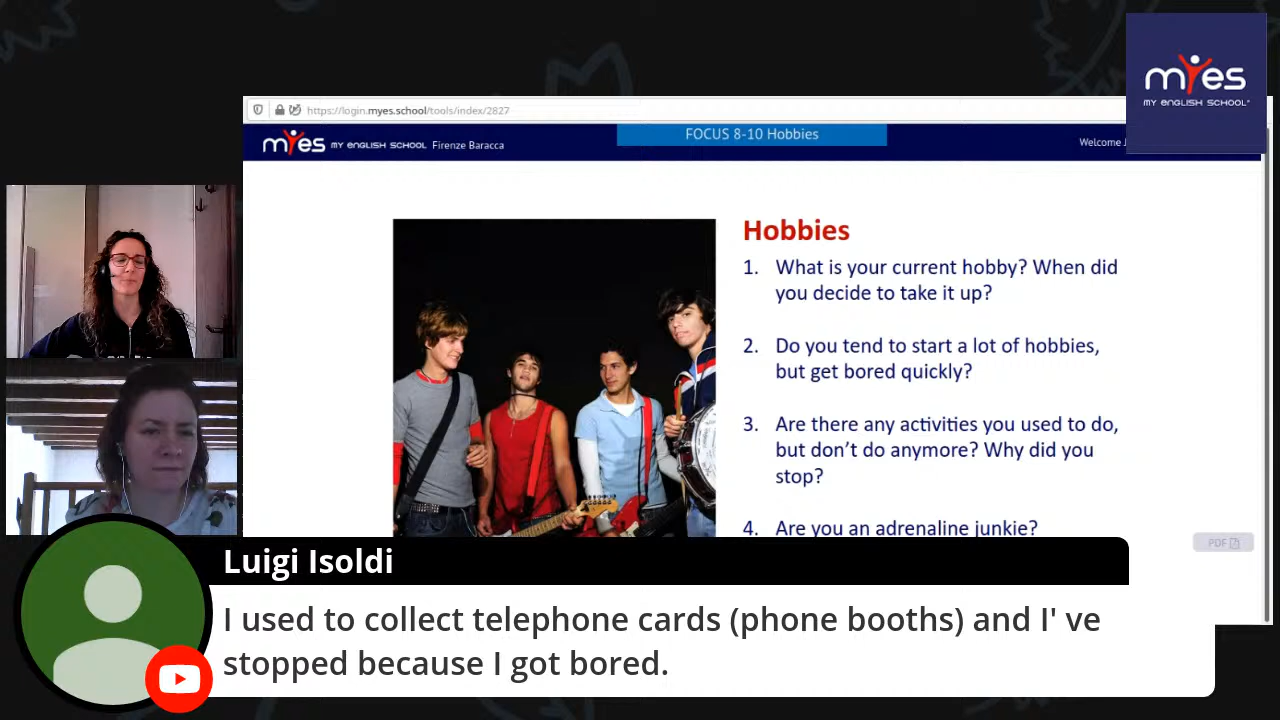 myes
MY ENGLISH SCHOOL
https://login.myes.school/tools/index/2827
myes MY ENGLISH SCHOOL Firenze Baracca
FOCUS 8-10 Hobbies
Welcome J
Hobbies
1. What is your current hobby? When did
you decide to take it up?
2. Do you tend to start a lot of hobbies,
but get bored quickly?
3. Are there any activities you used to do,
but don’t do anymore? Why did you
stop?
4. Are you an adrenaline junkie?
PDF
Luigi Isoldi
I used to collect telephone cards (phone booths) and I' ve
stopped because I got bored.